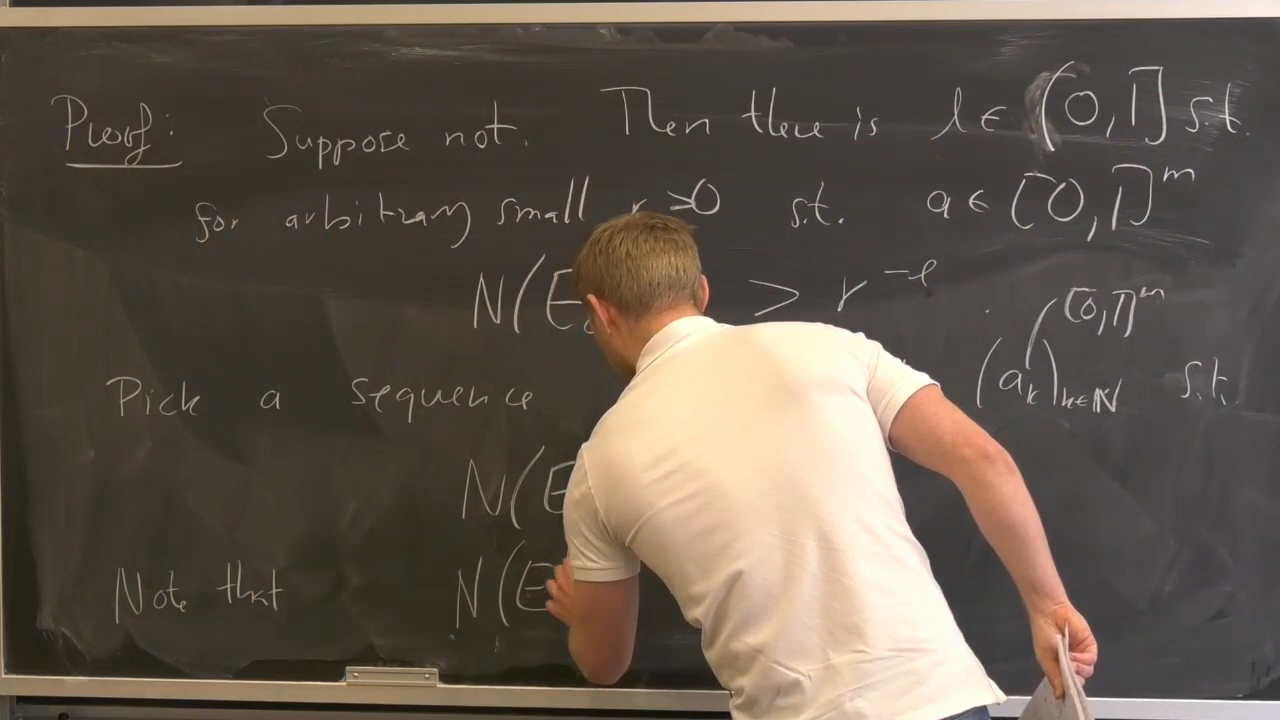 Proof: Suppose not. Then there is l ∈ (0,1] s.t.
for arbitrary small r >0 s.t. a ∈ [0,1]^m
N(E > r^{-l}
[0,1]^m
Pick a sequence (a_k)_{k∈ℕ} s.t.
N(E
Note that N(E